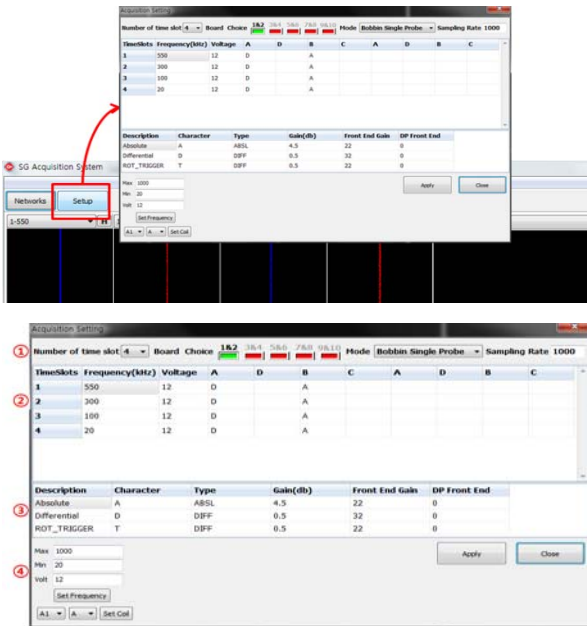 Number of time slot 4 Board Choice 1&2 3&4 5&6 7&8 9&10 Mode Bobbin Single Probe Sampling Rate 1000
TimeSlots Frequency(kHz) Voltage A D B C A D B C
1 550 12 D A
2 300 12 D A
3 100 12 D A
4 20 12 D A
Description Character Type Gain(db) Front End Gain DP Front End
Absolute A ABSL 0.5 22 0
Differential D DIFF 0.5 32 0
ROT_TRIGGER T DIFF 0.5 22 0
Max 1000
Min 20
Volt 12
Set Frequency
A1 A Set Coil
Apply Close
SG Acquisition System
Networks Setup
1-550 H
Acquisition Setting
① Number of time slot 4 Board Choice 1&2 3&4 5&6 7&8 9&10 Mode Bobbin Single Probe Sampling Rate 1000
TimeSlots Frequency(kHz) Voltage A D B C A D B C
1 550 12 D A
② 2 300 12 D A
3 100 12 D A
4 20 12 D A
Description Character Type Gain(db) Front End Gain DP Front End
③ Absolute A ABSL 0.5 22 0
Differential D DIFF 0.5 32 0
ROT_TRIGGER T DIFF 0.5 22 0
Max 1000
Min 20
④ Volt 12
Set Frequency
A1 A Set Coil
Apply Close